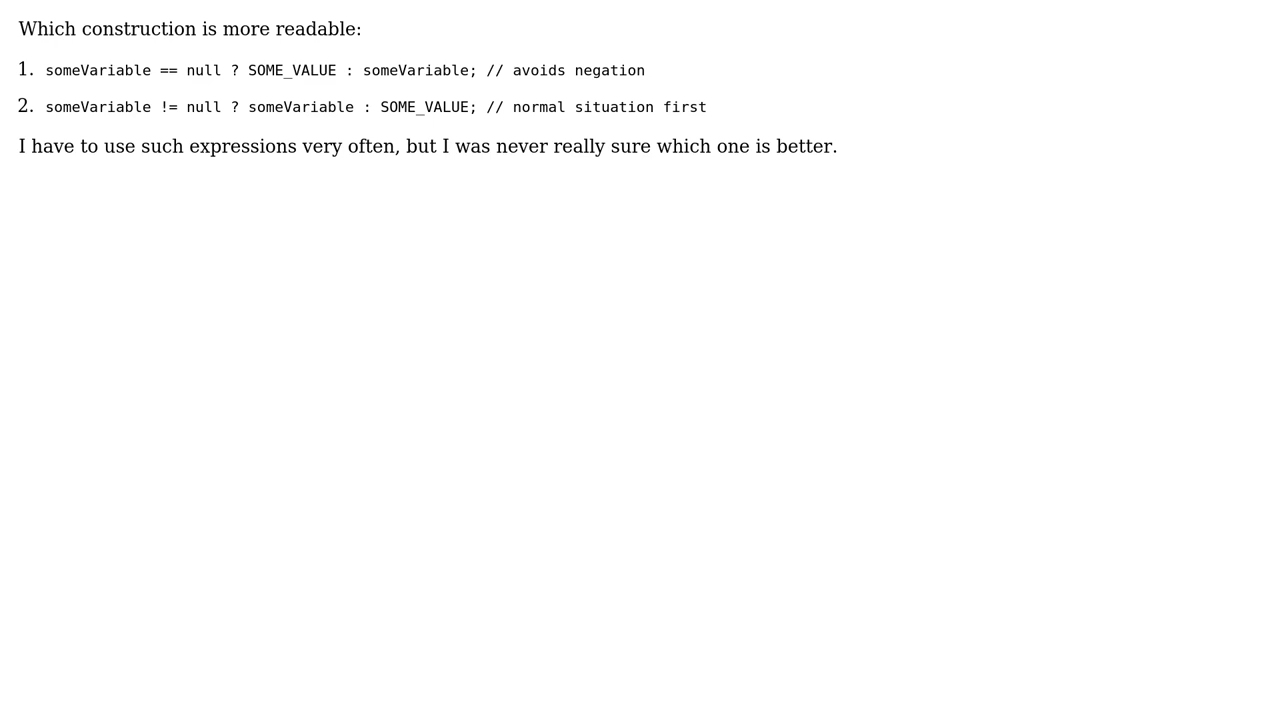 Which construction is more readable:
1. someVariable == null ? SOME_VALUE : someVariable; // avoids negation
2. someVariable != null ? someVariable : SOME_VALUE; // normal situation first
I have to use such expressions very often, but I was never really sure which one is better.